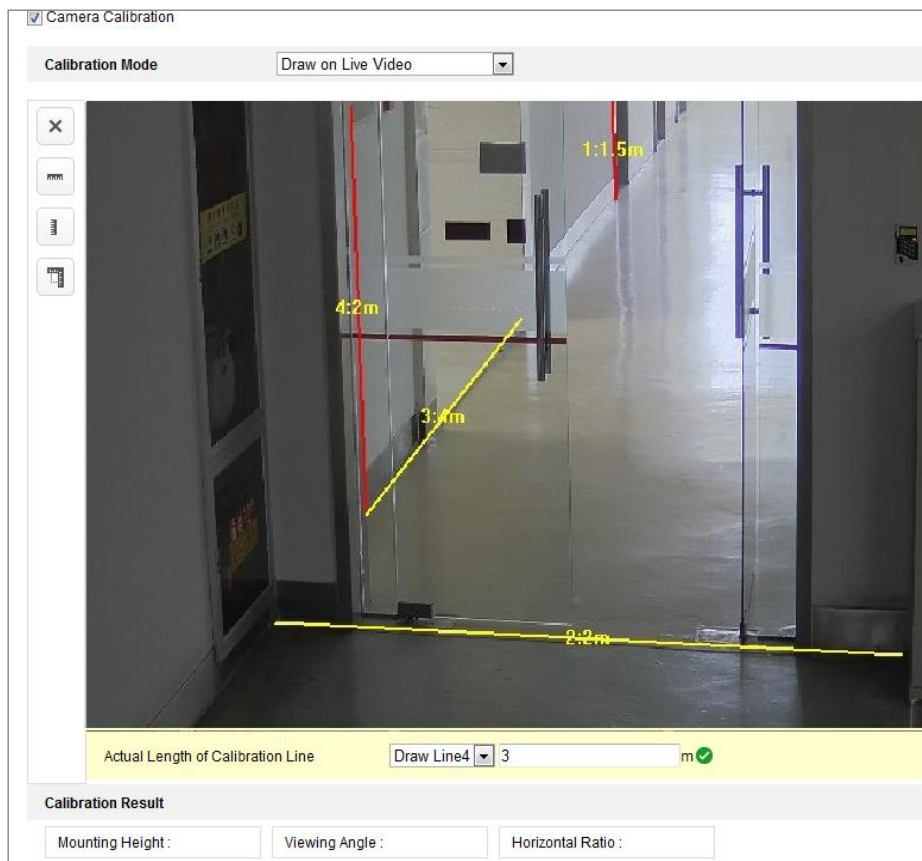 Camera Calibration
Calibration Mode
Draw on Live Video
1:1.5m
4:2m
3:4m
2:2m
Actual Length of Calibration Line
Draw Line4
3
m
Calibration Result
Mounting Height :
Viewing Angle :
Horizontal Ratio :